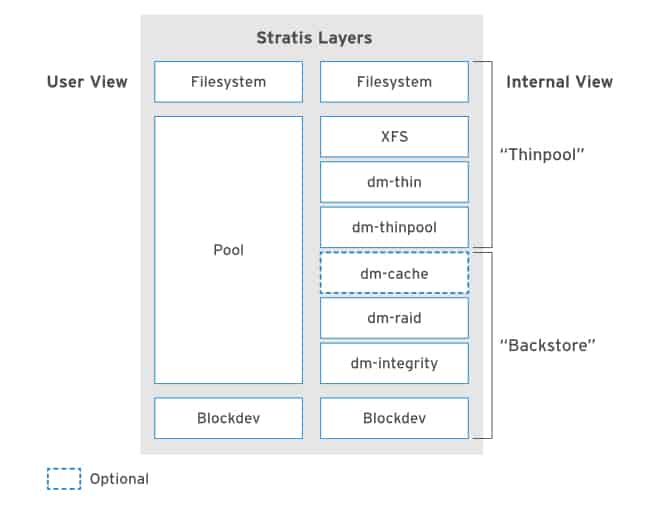 Stratis Layers
User View
Filesystem
Filesystem
Internal View
XFS
“Thinpool”
dm-thin
dm-thinpool
Pool
dm-cache
dm-raid
“Backstore”
dm-integrity
Blockdev
Blockdev
Optional